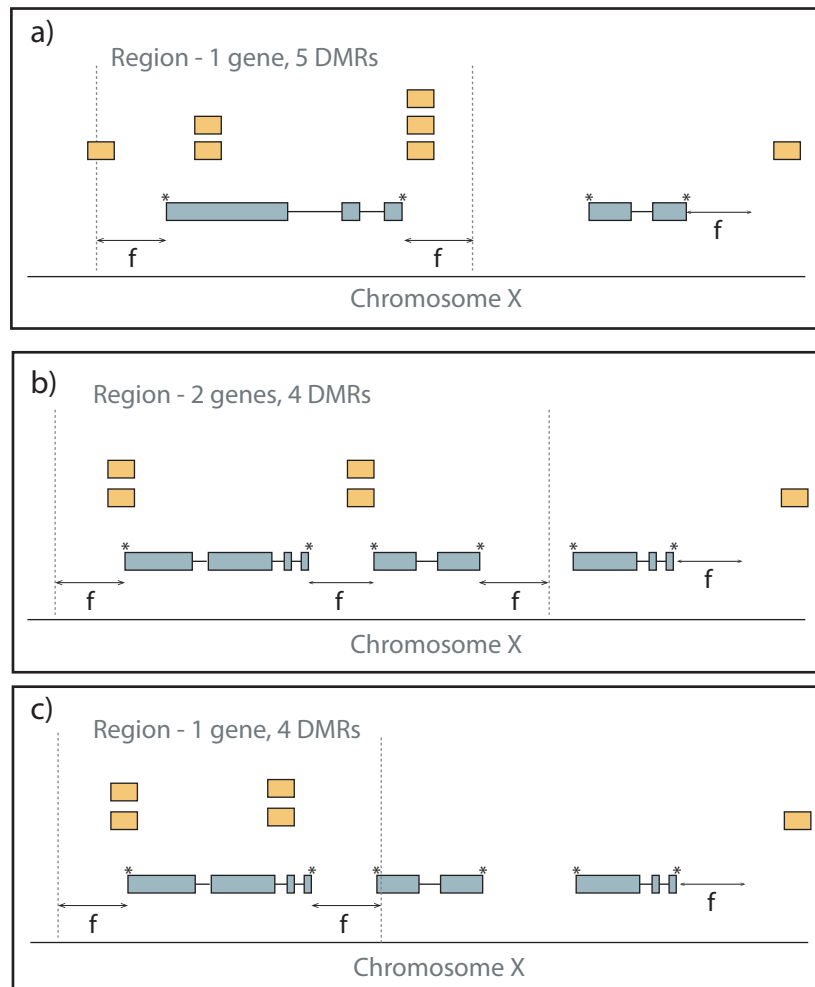 a)
Region - 1 gene, 5 DMRs
* * * *
f f f
Chromosome X
b)
Region - 2 genes, 4 DMRs
* * * * * *
f f f f
Chromosome X
c)
Region - 1 gene, 4 DMRs
* * * * * *
f f f
Chromosome X